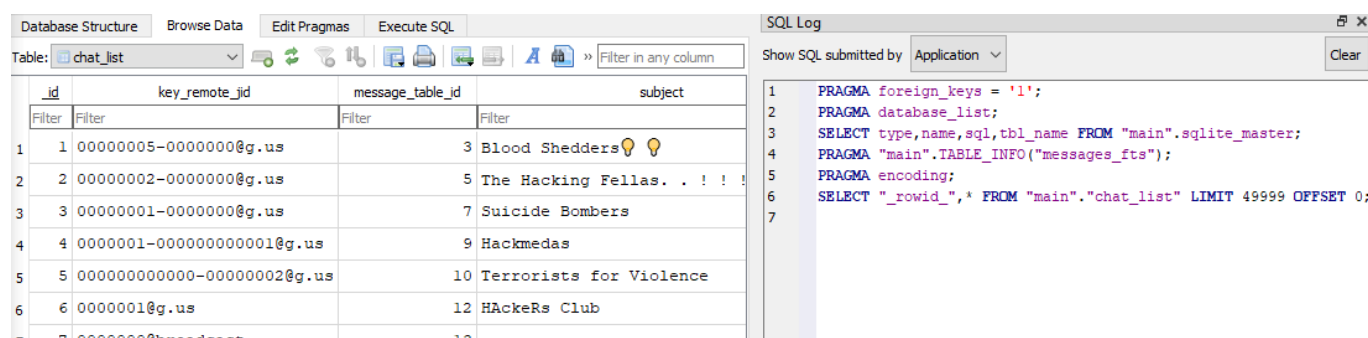 Database Structure Browse Data Edit Pragmas Execute SQL
Table: chat_list » Filter in any column
_id key_remote_jid message_table_id subject
Filter Filter Filter Filter
1 1 00000005-0000000@g.us 3 Blood Shedders💡 💡
2 2 00000002-0000000@g.us 5 The Hacking Fellas. . ! ! !
3 3 00000001-0000000@g.us 7 Suicide Bombers
4 4 0000001-000000000001@g.us 9 Hackmedas
5 5 000000000000-00000002@g.us 10 Terrorists for Violence
6 6 0000001@g.us 12 HAckeRs Club
SQL Log
Show SQL submitted by Application Clear
1 PRAGMA foreign_keys = '1';
2 PRAGMA database_list;
3 SELECT type,name,sql,tbl_name FROM "main".sqlite_master;
4 PRAGMA "main".TABLE_INFO("messages_fts");
5 PRAGMA encoding;
6 SELECT "_rowid_",* FROM "main"."chat_list" LIMIT 49999 OFFSET 0;
7